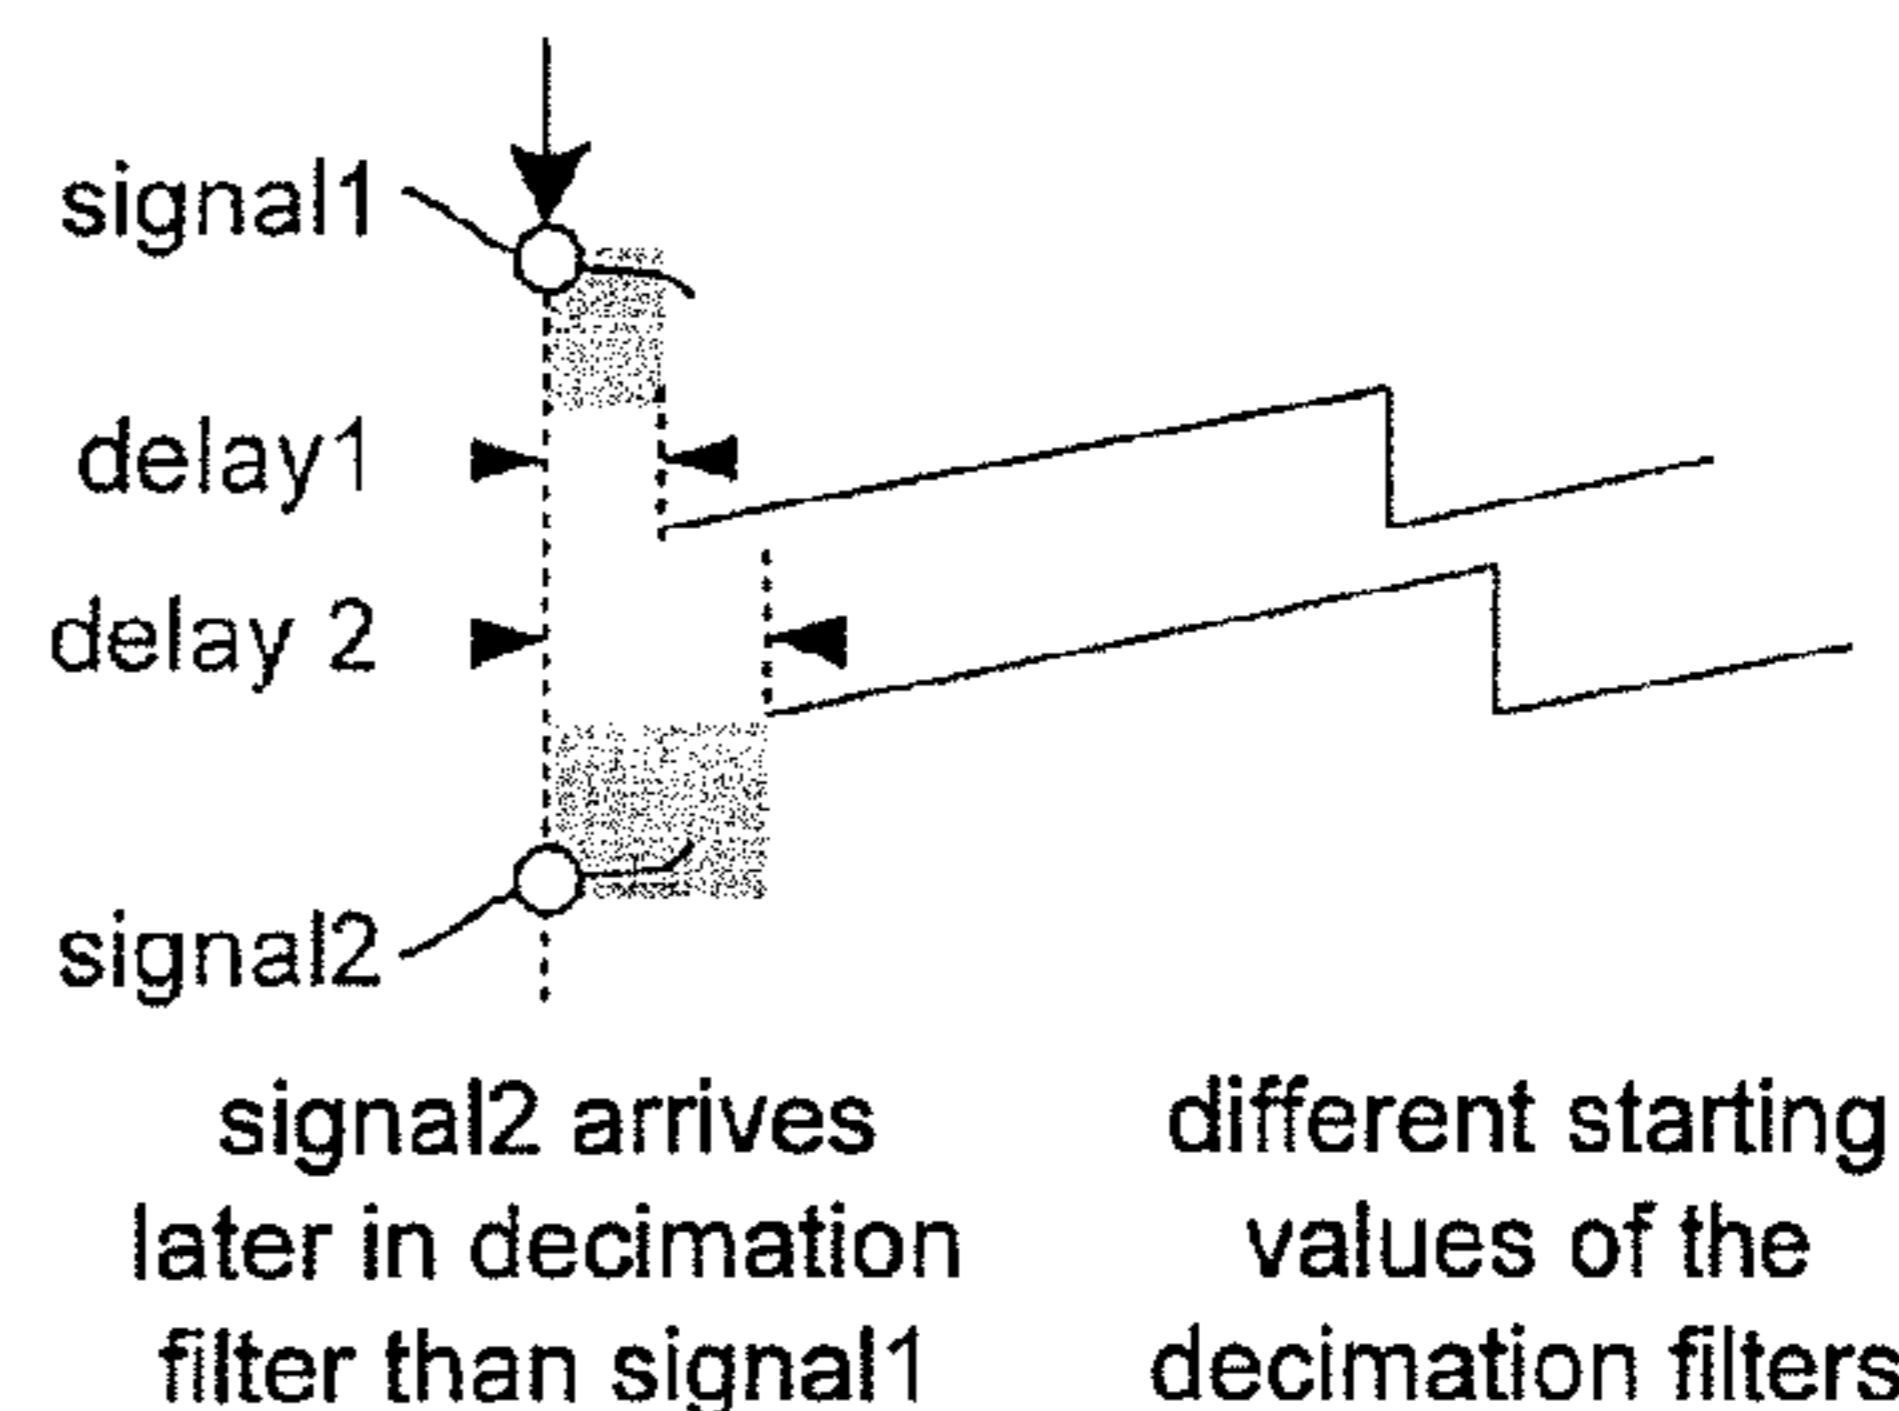 signal1
delay1
delay 2
signal2
signal2 arrives
later in decimation
filter than signal1
different starting
values of the
decimation filters